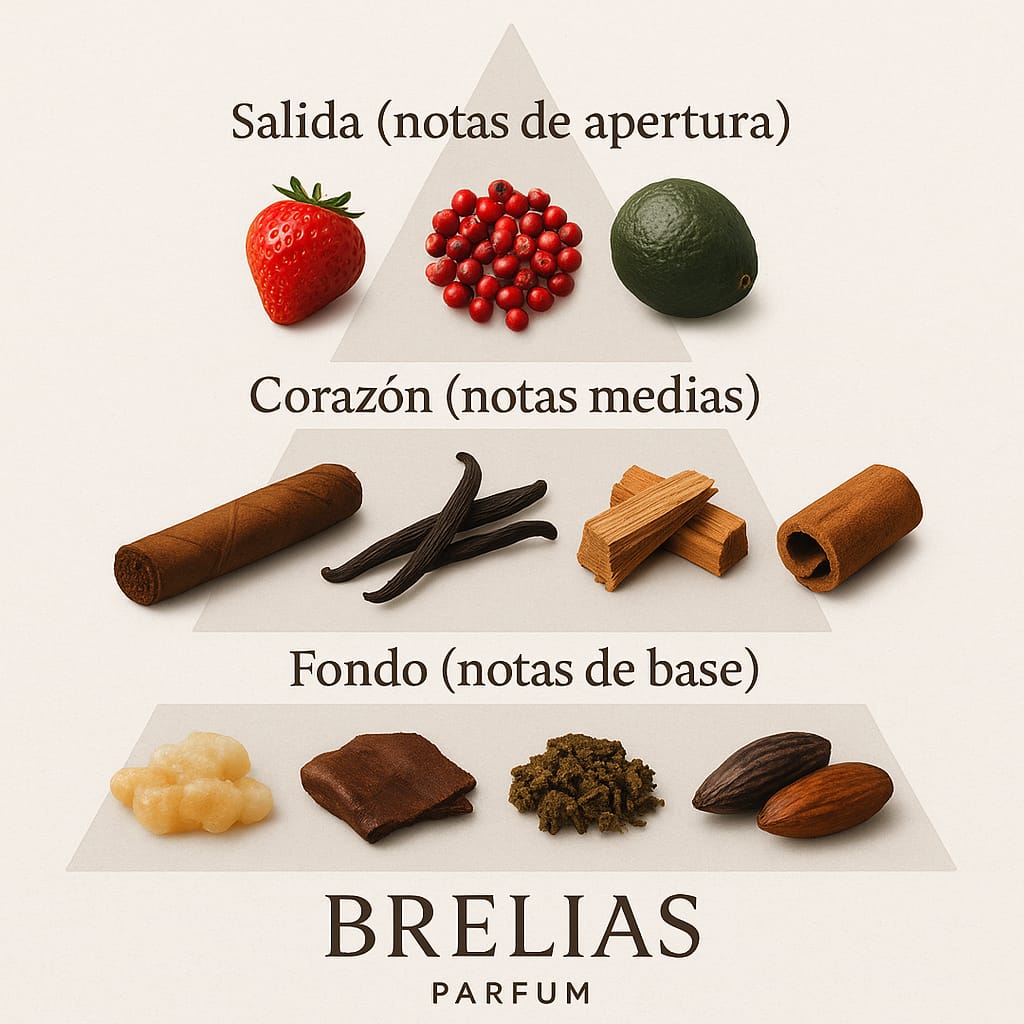 Salida (notas de apertura)
Corazón (notas medias)
Fondo (notas de base)
BRELIAS
PARFUM